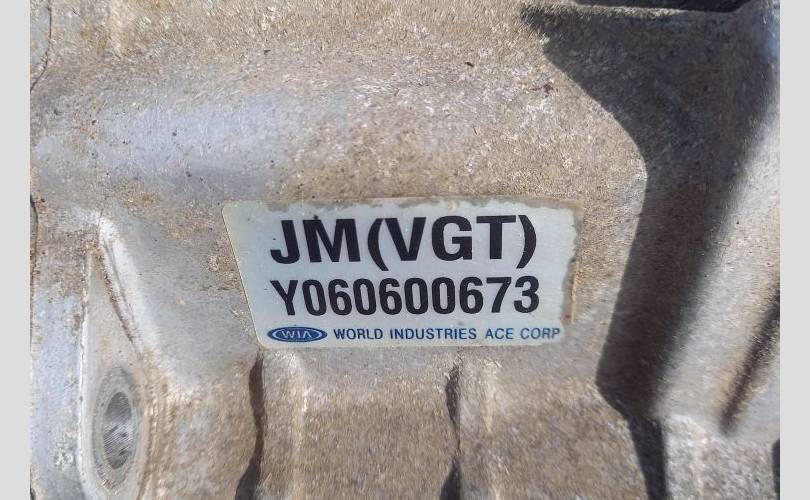 JM(VGT)
Y060600673
WIA WORLD INDUSTRIES ACE CORP